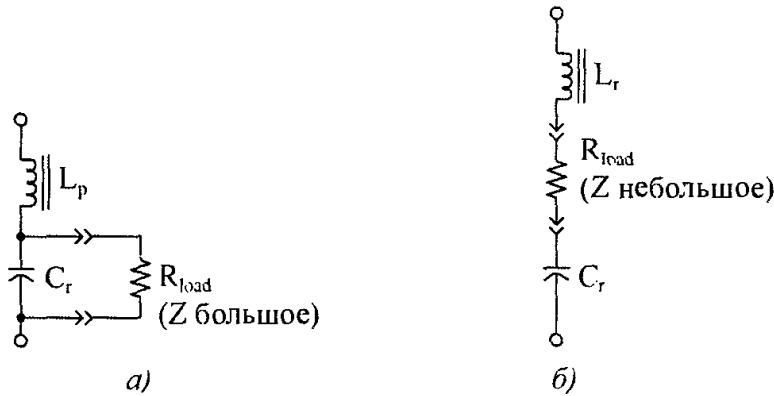 L_p
C_r
R_load
(Z большое)
а)
L_r
R_load
(Z небольшое)
C_r
б)